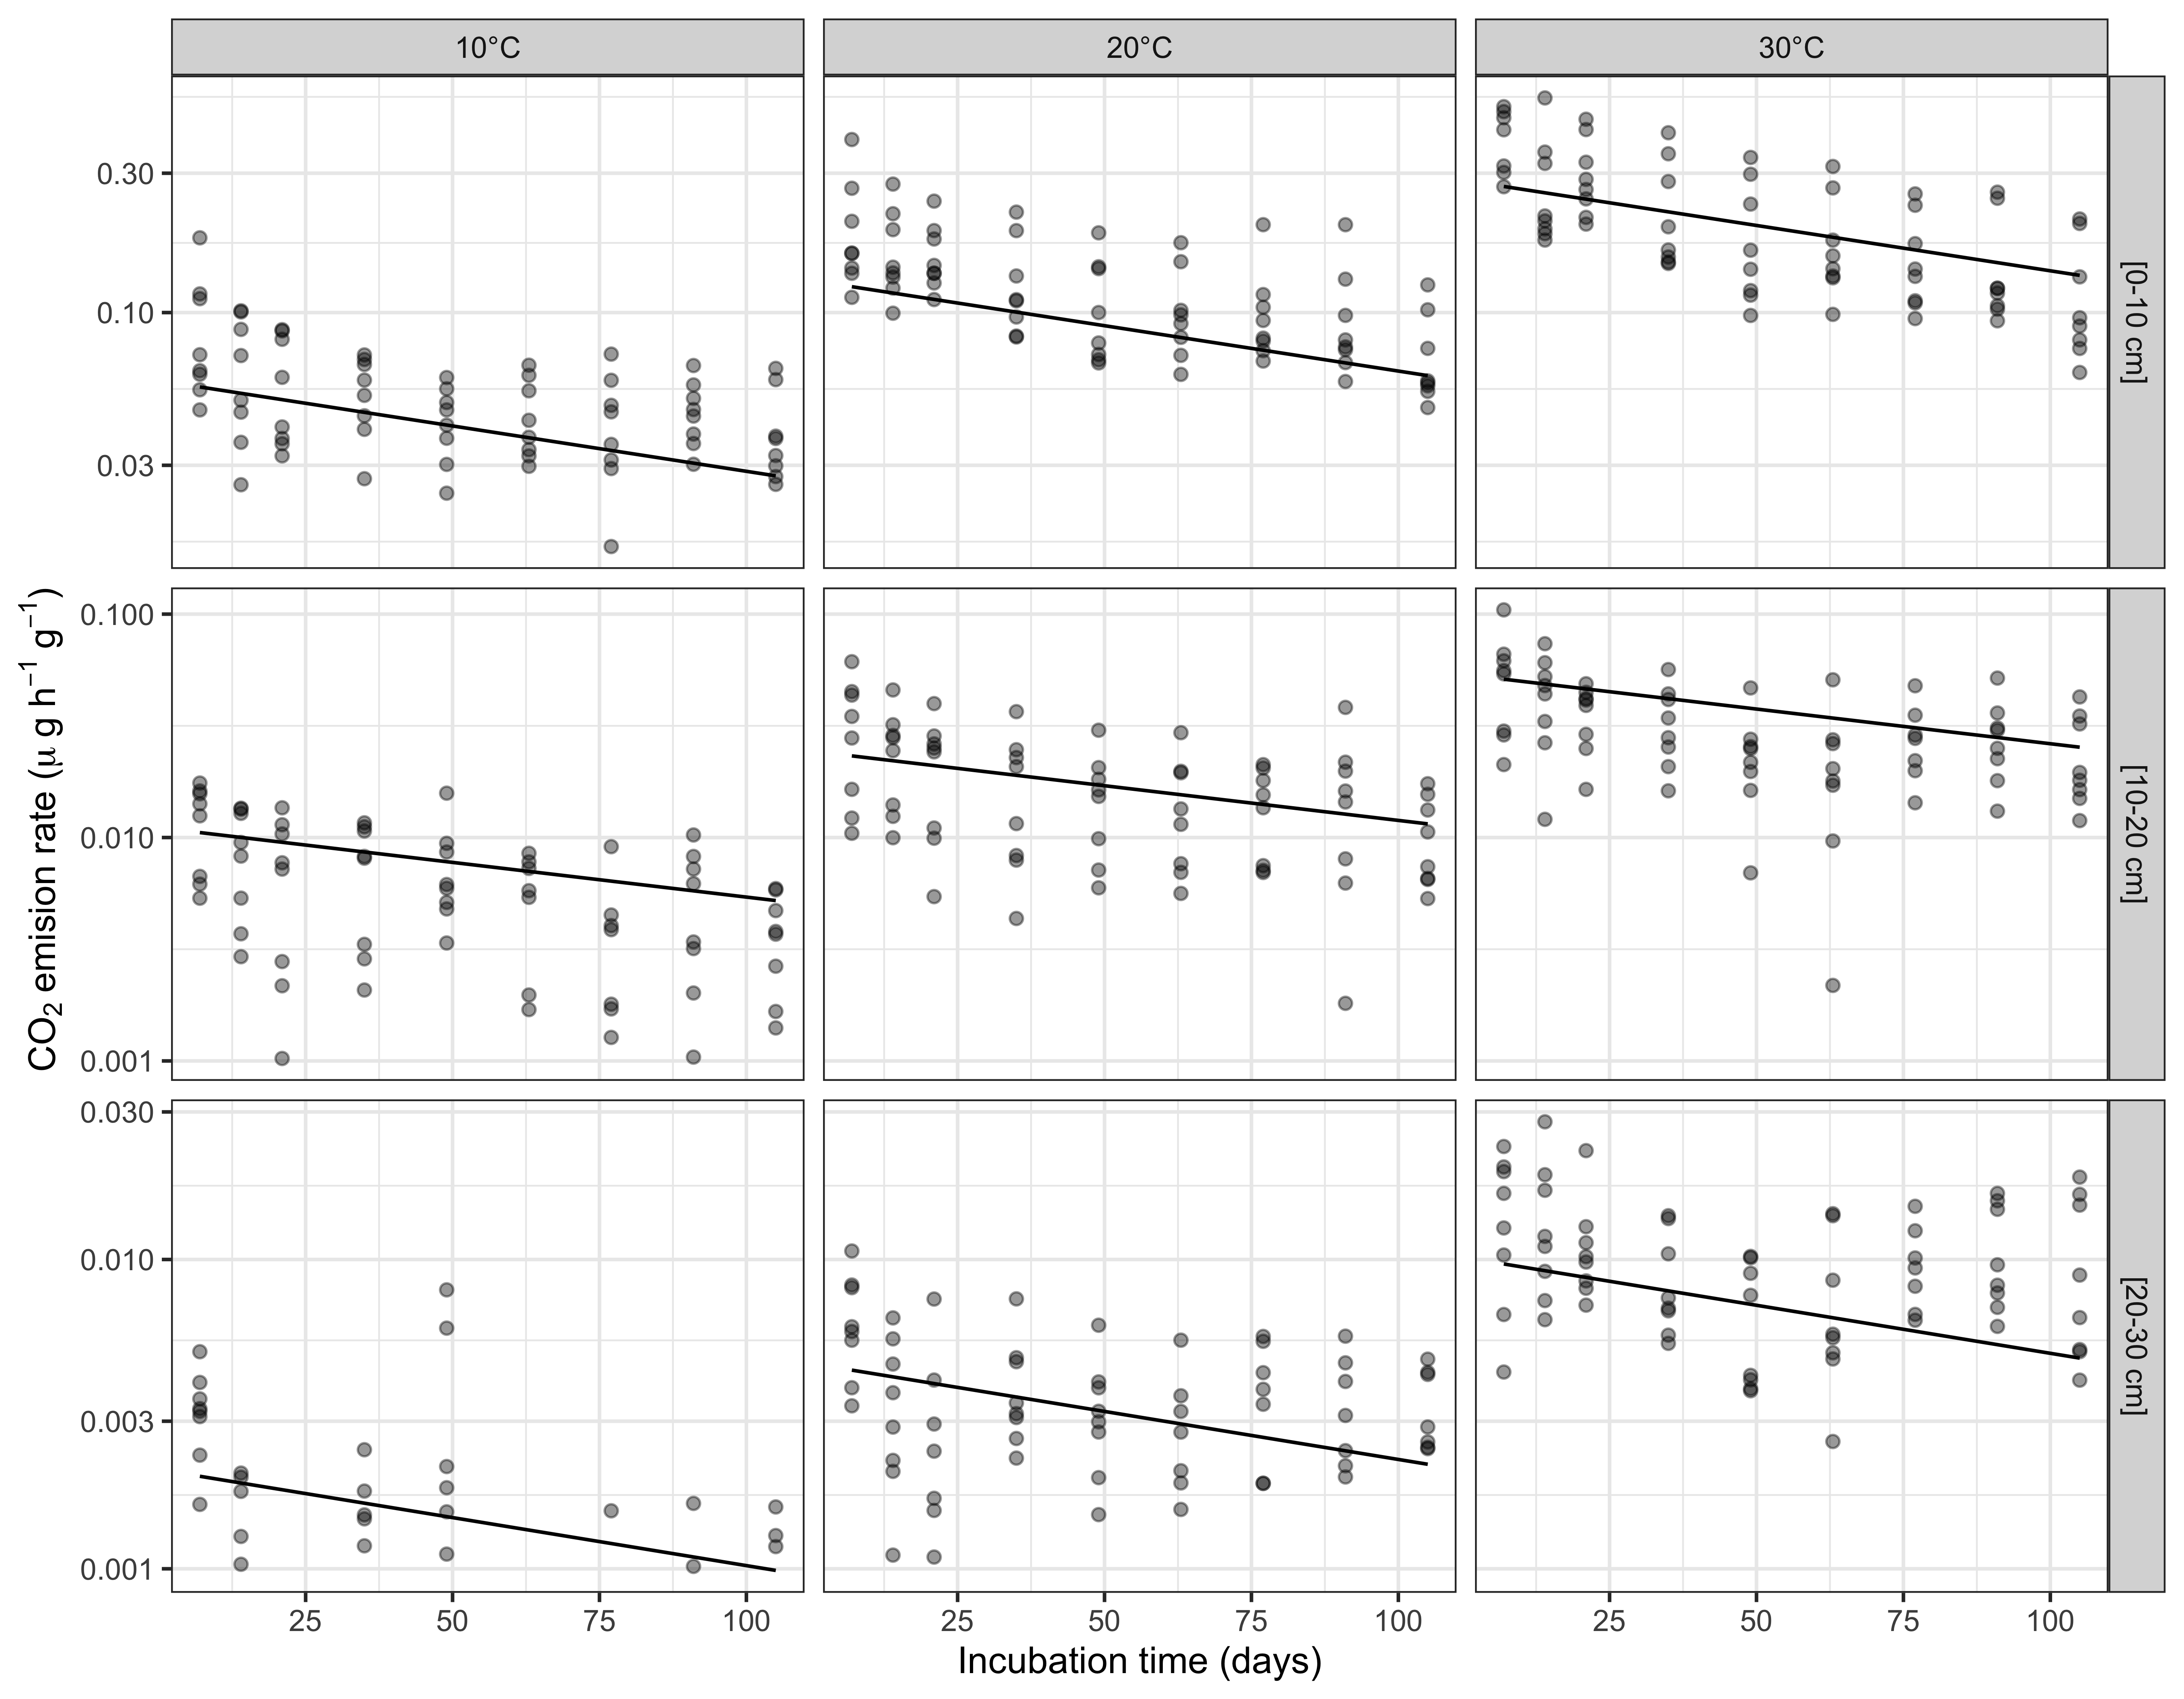 10°C
20°C
30°C
0.30
0.10
0.03
[0-10 cm]
CO₂ emission rate (μ g h⁻¹ g⁻¹)
0.100
0.010
0.001
[10-20 cm]
0.030
0.010
0.003
0.001
[20-30 cm]
25 50 75 100 25 50 75 100 25 50 75 100
Incubation time (days)